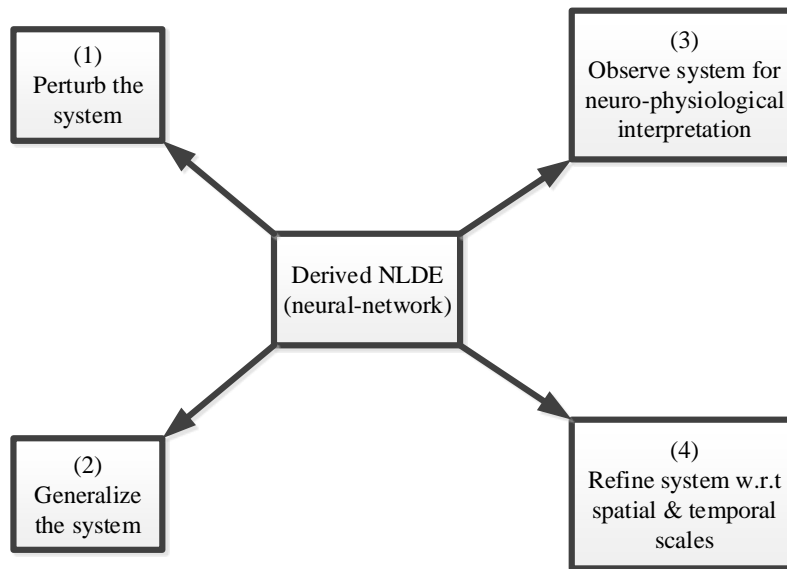 (1)
Perturb the
system
(3)
Observe system for
neuro-physiological
interpretation
Derived NLDE
(neural-network)
(2)
Generalize
the system
(4)
Refine system w.r.t
spatial & temporal
scales